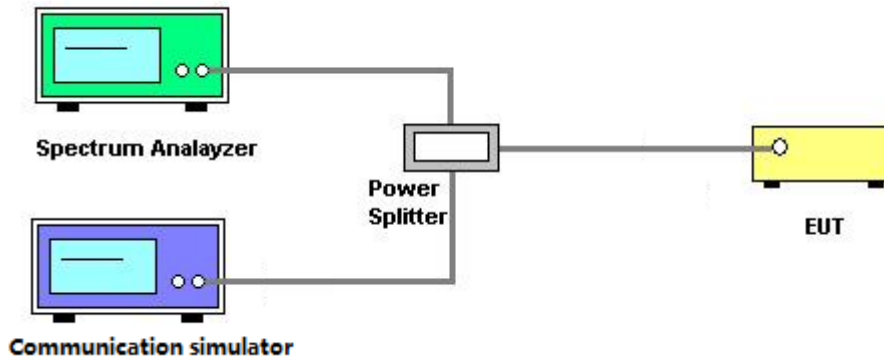 Spectrum Analayzer
Power
Splitter
EUT
Communication simulator